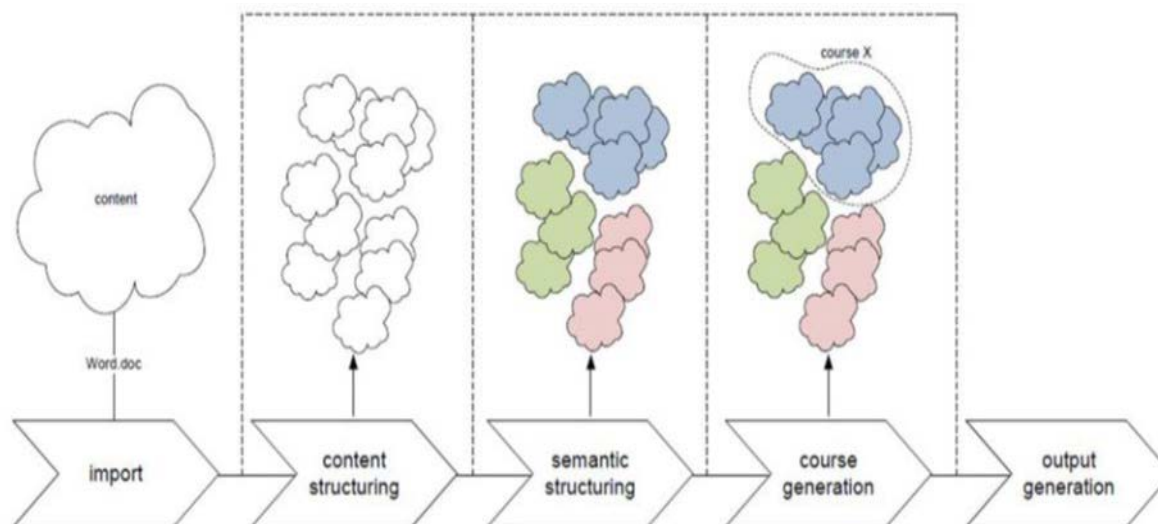 course X
content
Word.doc
import
content
structuring
semantic
structuring
course
generation
output
generation